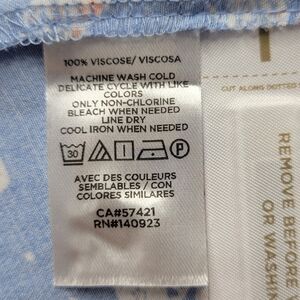 100% VISCOSE/ VISCOSA
MACHINE WASH COLD
DELICATE CYCLE WITH LIKE
COLORS
ONLY NON-CHLORINE
BLEACH WHEN NEEDED
LINE DRY
COOL IRON WHEN NEEDED
30
P
AVEC DES COULEURS
SEMBLABLES / CON
COLORES SIMILARES
CA#57421
RN#140923
CUT ALONG DOTTED
REMOVE BEFORE
OR WASHIN